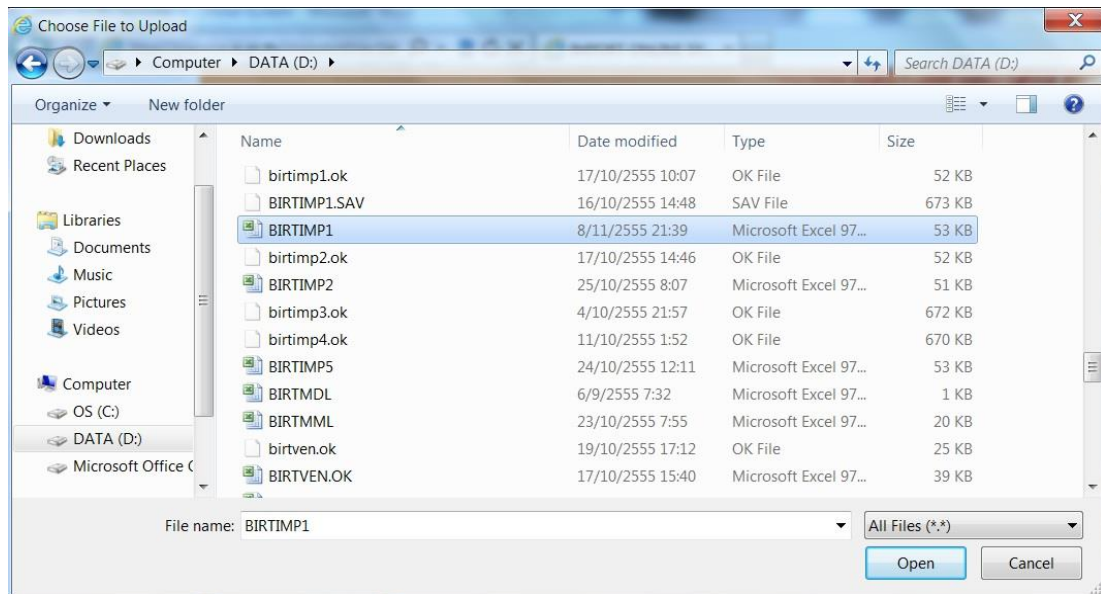 Choose File to Upload
Computer DATA (D:)
Search DATA (D:)
Organize New folder
Downloads
Recent Places
Libraries
Documents
Music
Pictures
Videos
Computer
OS (C:)
DATA (D:)
Microsoft Office
Name Date modified Type Size
birtimp1.ok 17/10/2555 10:07 OK File 52 KB
BIRTIMP1.SAV 16/10/2555 14:48 SAV File 673 KB
BIRTIMP1 8/11/2555 21:39 Microsoft Excel 97... 53 KB
birtimp2.ok 17/10/2555 14:46 OK File 52 KB
BIRTIMP2 25/10/2555 8:07 Microsoft Excel 97... 51 KB
birtimp3.ok 4/10/2555 21:57 OK File 672 KB
birtimp4.ok 11/10/2555 1:52 OK File 670 KB
BIRTIMP5 24/10/2555 12:11 Microsoft Excel 97... 53 KB
BIRTMDL 6/9/2555 7:32 Microsoft Excel 97... 1 KB
BIRTMML 23/10/2555 7:55 Microsoft Excel 97... 20 KB
birtven.ok 19/10/2555 17:12 OK File 25 KB
BIRTVEN.OK 17/10/2555 15:40 Microsoft Excel 97... 39 KB
File name: BIRTIMP1 All Files (*.*)
Open Cancel